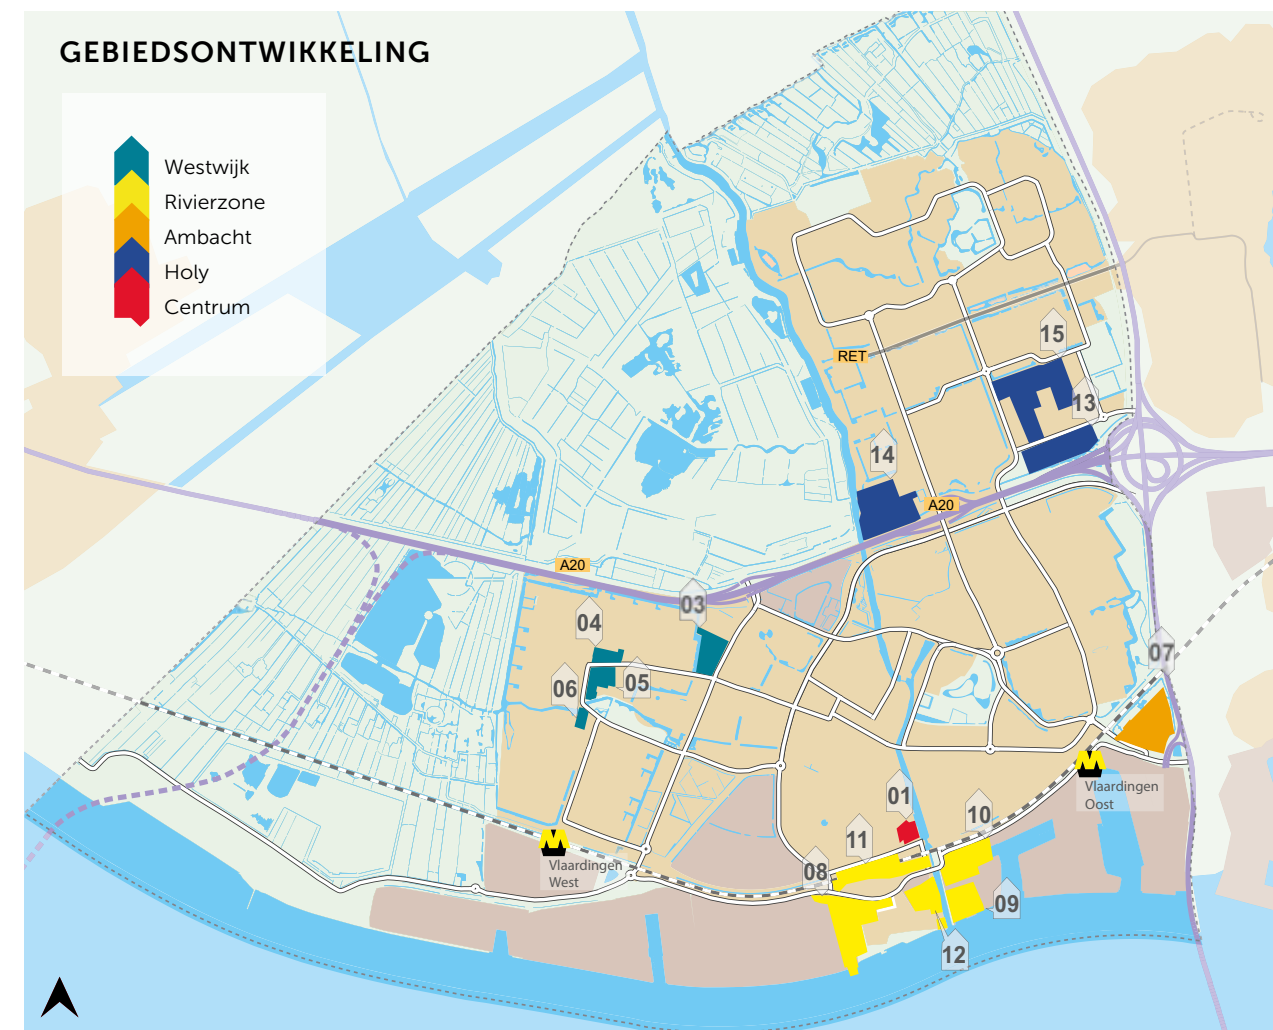 GEBIEDSONTWIKKELING
Westwijk
Rivierzone
Ambacht
Holy
Centrum
15
RET
13
14
A20
A20
03
04
05
06
07
Vlaardingen
Oost
01
10
11
Vlaardingen
West
08
09
12